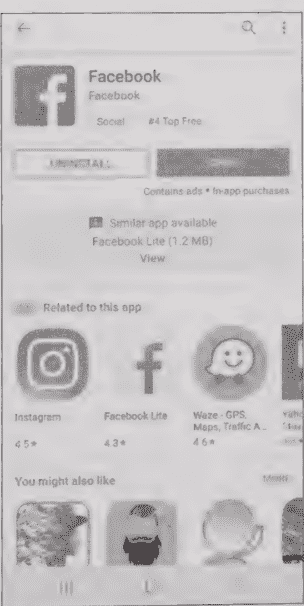 Facebook
Facebook
Social #4 Top Free
UNINSTALL
Contains ads • In-app purchases
Similar app available
Facebook Lite (1.2 MB)
View
Related to this app
Instagram
4.5★
Facebook Lite
4.3★
Waze - GPS,
Maps, Traffic A...
4.6★
You might also like